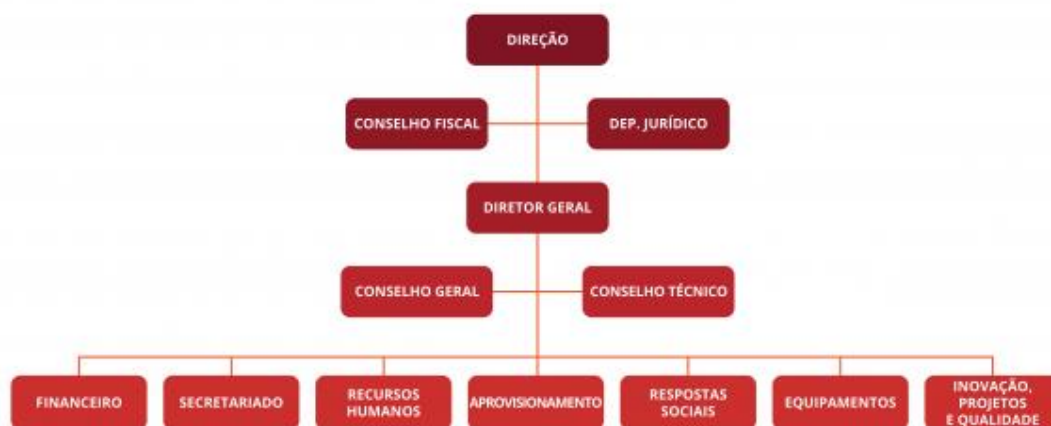 DIREÇÃO
CONSELHO FISCAL
DEP. JURÍDICO
DIRETOR GERAL
CONSELHO GERAL
CONSELHO TÉCNICO
FINANCEIRO
SECRETARIADO
RECURSOS
HUMANOS
APROVISIONAMENTO
RESPOSTAS
SOCIAIS
EQUIPAMENTOS
INOVAÇÃO,
PROJETOS
E QUALIDADE